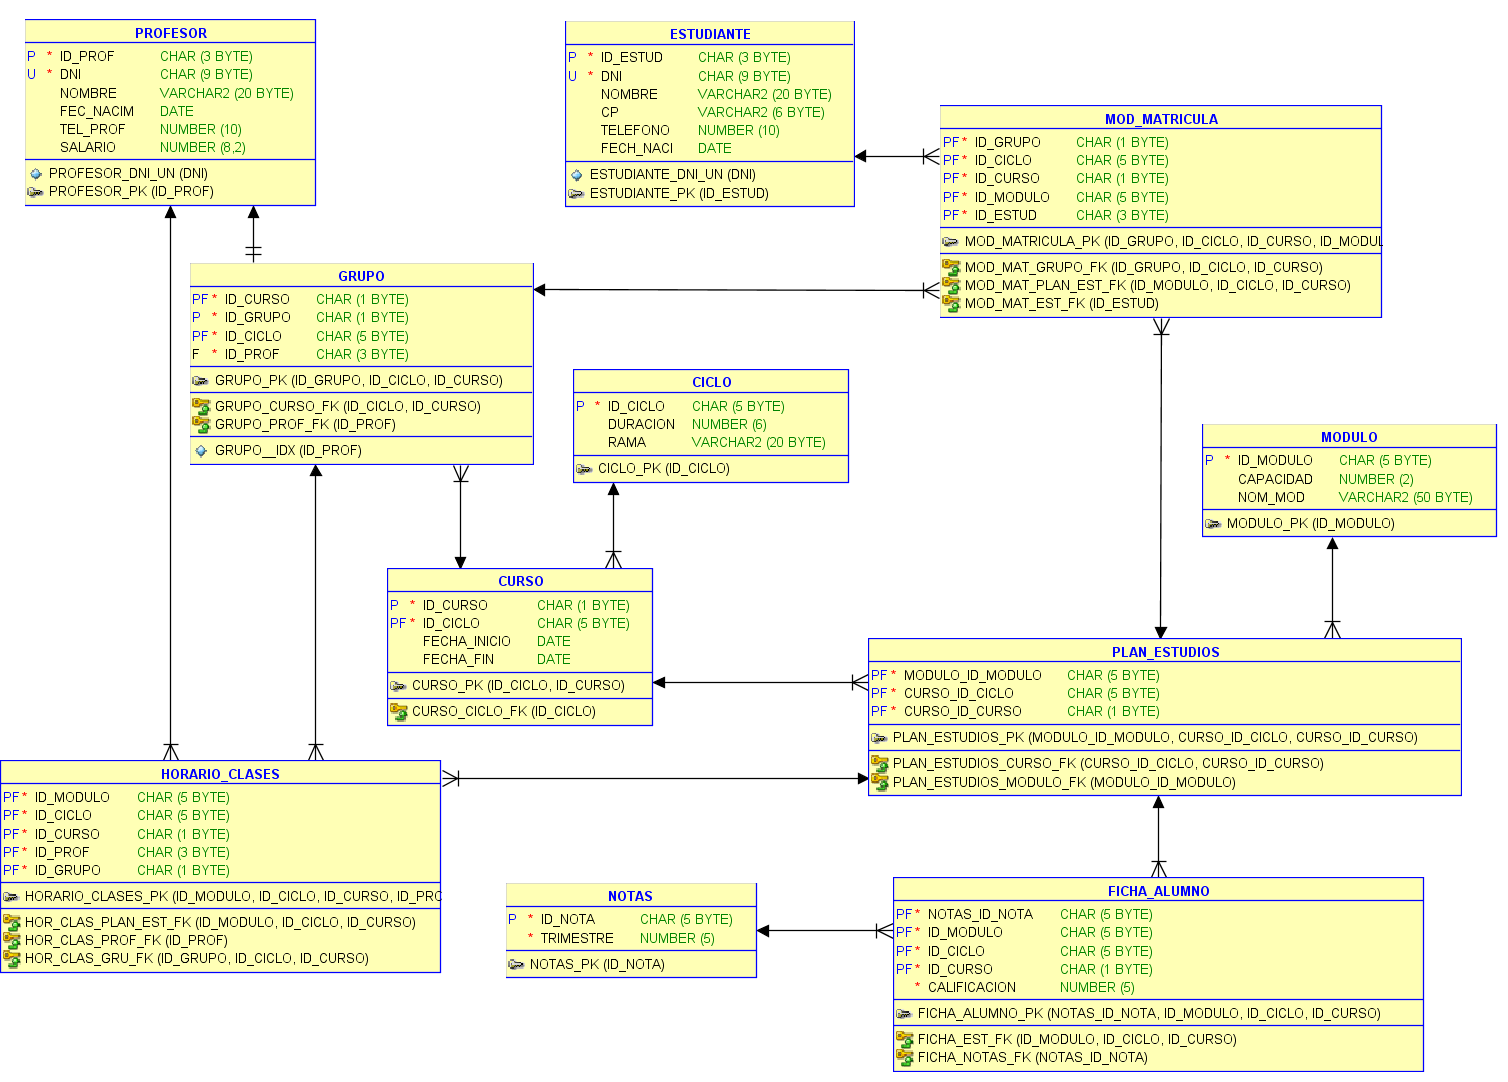 PROFESOR
P * ID_PROF CHAR (3 BYTE)
U * DNI CHAR (9 BYTE)
NOMBRE VARCHAR2 (20 BYTE)
FEC_NACIM DATE
TEL_PROF NUMBER (10)
SALARIO NUMBER (8,2)
PROFESOR_DNI_UN (DNI)
PROFESOR_PK (ID_PROF)
ESTUDIANTE
P * ID_ESTUD CHAR (3 BYTE)
U * DNI CHAR (9 BYTE)
NOMBRE VARCHAR2 (20 BYTE)
CP VARCHAR2 (6 BYTE)
TELEFONO NUMBER (10)
FECH_NACI DATE
ESTUDIANTE_DNI_UN (DNI)
ESTUDIANTE_PK (ID_ESTUD)
MOD_MATRICULA
PF * ID_GRUPO CHAR (1 BYTE)
PF * ID_CICLO CHAR (5 BYTE)
PF * ID_CURSO CHAR (1 BYTE)
PF * ID_MODULO CHAR (5 BYTE)
PF * ID_ESTUD CHAR (3 BYTE)
MOD_MATRICULA_PK (ID_GRUPO, ID_CICLO, ID_CURSO, ID_MODUL
MOD_MAT_GRUPO_FK (ID_GRUPO, ID_CICLO, ID_CURSO)
MOD_MAT_PLAN_EST_FK (ID_MODULO, ID_CICLO, ID_CURSO)
MOD_MAT_EST_FK (ID_ESTUD)
GRUPO
PF * ID_CURSO CHAR (1 BYTE)
P * ID_GRUPO CHAR (1 BYTE)
PF * ID_CICLO CHAR (5 BYTE)
F * ID_PROF CHAR (3 BYTE)
GRUPO_PK (ID_GRUPO, ID_CICLO, ID_CURSO)
GRUPO_CURSO_FK (ID_CICLO, ID_CURSO)
GRUPO_PROF_FK (ID_PROF)
GRUPO__IDX (ID_PROF)
CICLO
P * ID_CICLO CHAR (5 BYTE)
DURACION NUMBER (6)
RAMA VARCHAR2 (20 BYTE)
CICLO_PK (ID_CICLO)
MODULO
P * ID_MODULO CHAR (5 BYTE)
CAPACIDAD NUMBER (2)
NOM_MOD VARCHAR2 (50 BYTE)
MODULO_PK (ID_MODULO)
CURSO
P * ID_CURSO CHAR (1 BYTE)
PF * ID_CICLO CHAR (5 BYTE)
FECHA_INICIO DATE
FECHA_FIN DATE
CURSO_PK (ID_CICLO, ID_CURSO)
CURSO_CICLO_FK (ID_CICLO)
PLAN_ESTUDIOS
PF * MODULO_ID_MODULO CHAR (5 BYTE)
PF * CURSO_ID_CICLO CHAR (5 BYTE)
PF * CURSO_ID_CURSO CHAR (1 BYTE)
PLAN_ESTUDIOS_PK (MODULO_ID_MODULO, CURSO_ID_CICLO, CURSO_ID_CURSO)
PLAN_ESTUDIOS_CURSO_FK (CURSO_ID_CICLO, CURSO_ID_CURSO)
PLAN_ESTUDIOS_MODULO_FK (MODULO_ID_MODULO)
HORARIO_CLASES
PF * ID_MODULO CHAR (5 BYTE)
PF * ID_CICLO CHAR (5 BYTE)
PF * ID_CURSO CHAR (1 BYTE)
PF * ID_PROF CHAR (3 BYTE)
PF * ID_GRUPO CHAR (1 BYTE)
HORARIO_CLASES_PK (ID_MODULO, ID_CICLO, ID_CURSO, ID_PRO
HOR_CLAS_PLAN_EST_FK (ID_MODULO, ID_CICLO, ID_CURSO)
HOR_CLAS_PROF_FK (ID_PROF)
HOR_CLAS_GRU_FK (ID_GRUPO, ID_CICLO, ID_CURSO)
NOTAS
P * ID_NOTA CHAR (5 BYTE)
* TRIMESTRE NUMBER (5)
NOTAS_PK (ID_NOTA)
FICHA_ALUMNO
PF * NOTAS_ID_NOTA CHAR (5 BYTE)
PF * ID_MODULO CHAR (5 BYTE)
PF * ID_CICLO CHAR (5 BYTE)
PF * ID_CURSO CHAR (1 BYTE)
* CALIFICACION NUMBER (5)
FICHA_ALUMNO_PK (NOTAS_ID_NOTA, ID_MODULO, ID_CICLO, ID_CURSO)
FICHA_EST_FK (ID_MODULO, ID_CICLO, ID_CURSO)
FICHA_NOTAS_FK (NOTAS_ID_NOTA)